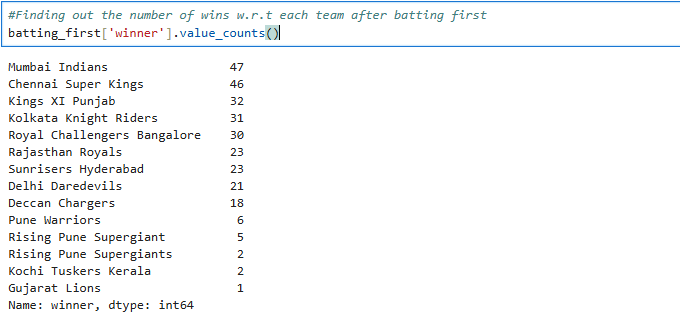 #Finding out the number of wins w.r.t each team after batting first
batting_first['winner'].value_counts()
Mumbai Indians 47
Chennai Super Kings 46
Kings XI Punjab 32
Kolkata Knight Riders 31
Royal Challengers Bangalore 30
Rajasthan Royals 23
Sunrisers Hyderabad 23
Delhi Daredevils 21
Deccan Chargers 18
Pune Warriors 6
Rising Pune Supergiant 5
Rising Pune Supergiants 2
Kochi Tuskers Kerala 2
Gujarat Lions 1
Name: winner, dtype: int64